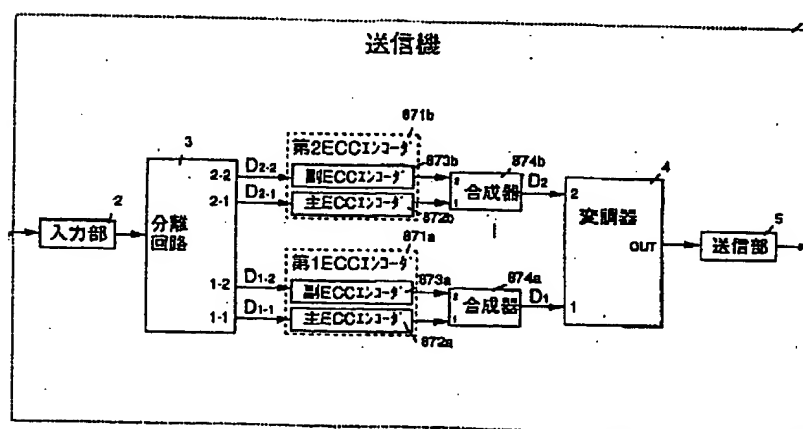 送信機
871b
第2ECCエンコーダ
873b
874b
3
4
2-2
D2-2
副ECCエンコーダ
2
合成器
D2
2
2-1
D2-1
主ECCエンコーダ
1
872b
変調器
5
2
入力部
分離
回路
871a
第1ECCエンコーダ
OUT
送信部
873a
874a
1-2
D1-2
副ECCエンコーダ
2
合成器
D1
1
1-1
D1-1
主ECCエンコーダ
1
872a